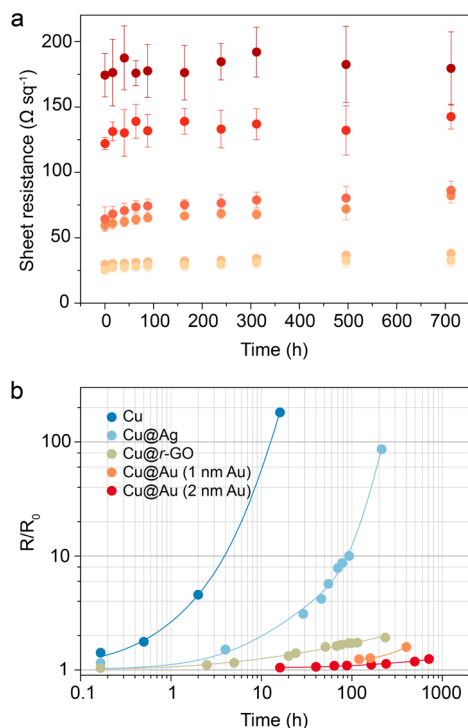 a
Sheet resistance (Ω sq⁻¹)
200
150
100
50
0
0 100 200 300 400 500 600 700
Time (h)
b
Cu
Cu@Ag
Cu@r-GO
Cu@Au (1 nm Au)
Cu@Au (2 nm Au)
R/R₀
100
10
1
0.1 1 10 100 1000
Time (h)